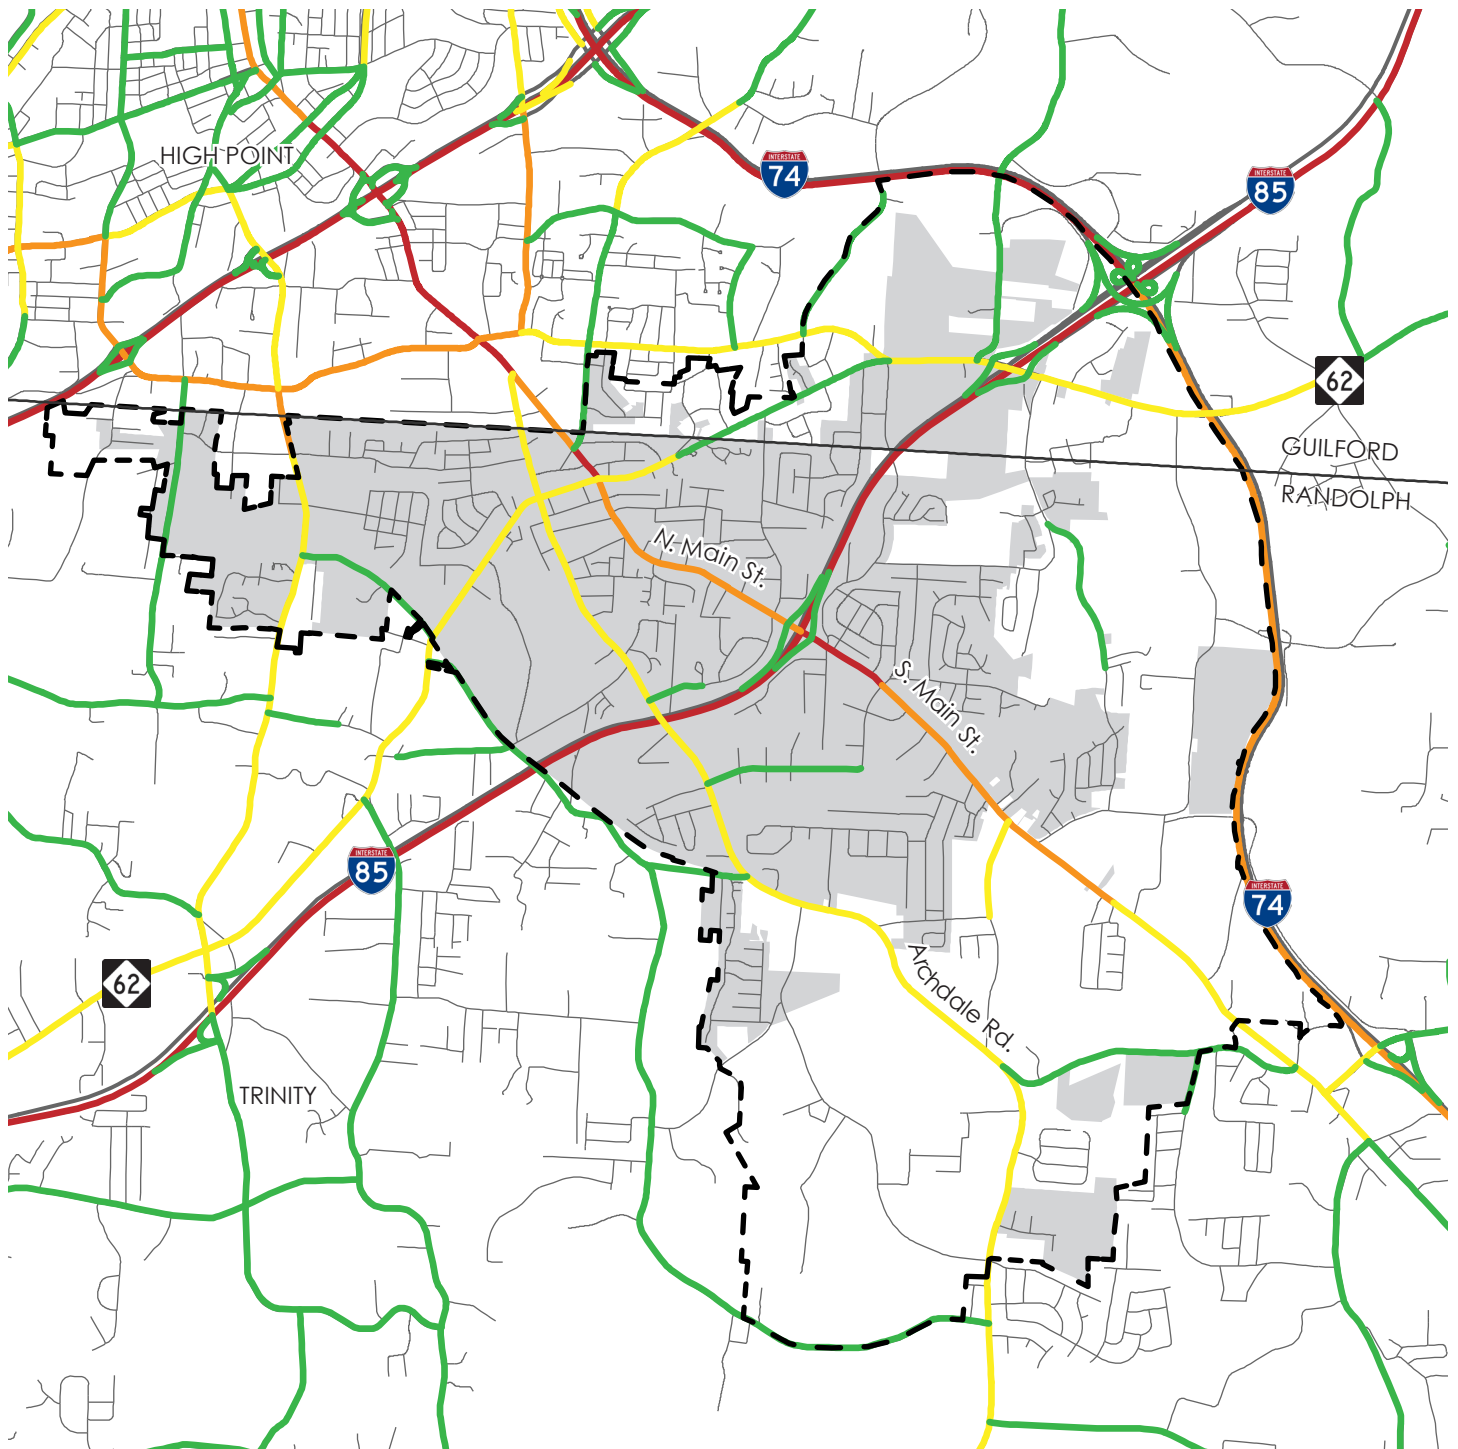 HIGH POINT
INTERSTATE
74
INTERSTATE
85
62
GUILFORD
RANDOLPH
N. Main St.
S. Main St.
INTERSTATE
85
INTERSTATE
74
Archdale Rd.
62
TRINITY